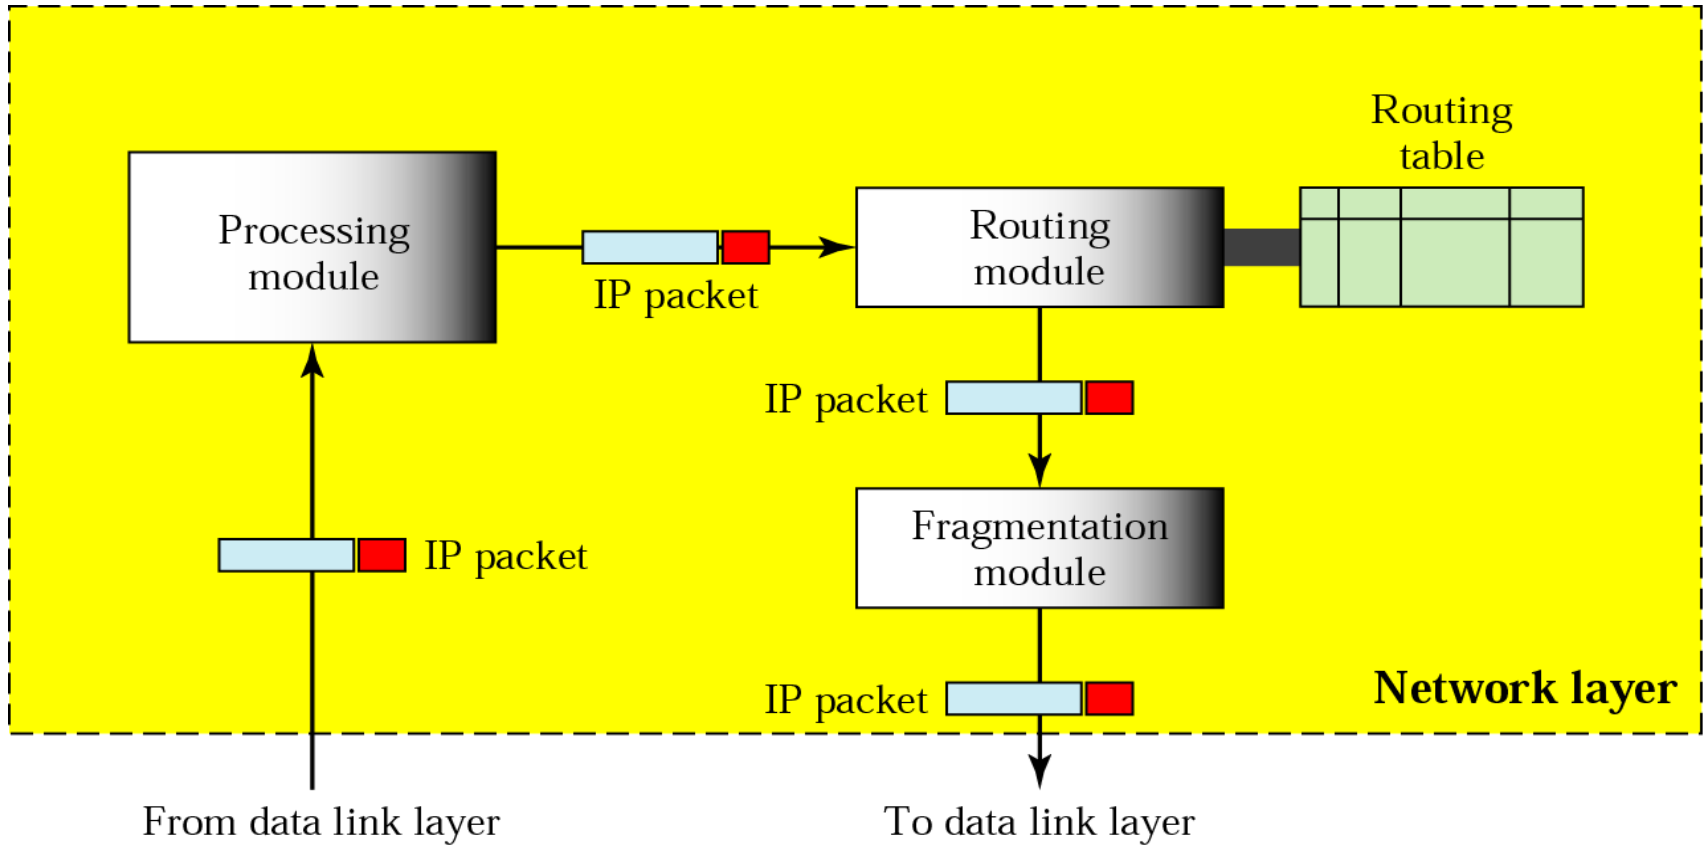 Routing
table
Processing
module
IP packet
Routing
module
IP packet
Fragmentation
module
IP packet
IP packet
Network layer
From data link layer
To data link layer